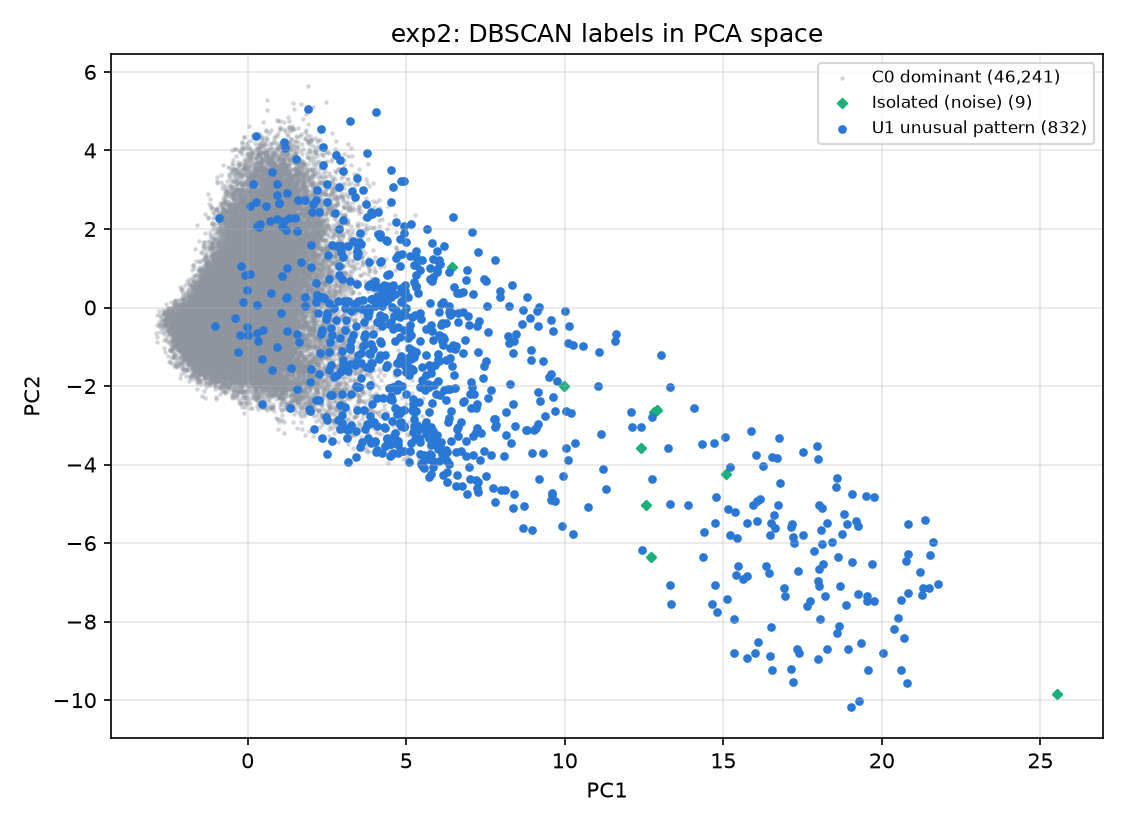 exp2: DBSCAN labels in PCA space
C0 dominant (46,241)
Isolated (noise) (9)
U1 unusual pattern (832)
6
4
2
0
−2
−4
−6
−8
−10
PC2
0
5
10
15
20
25
PC1